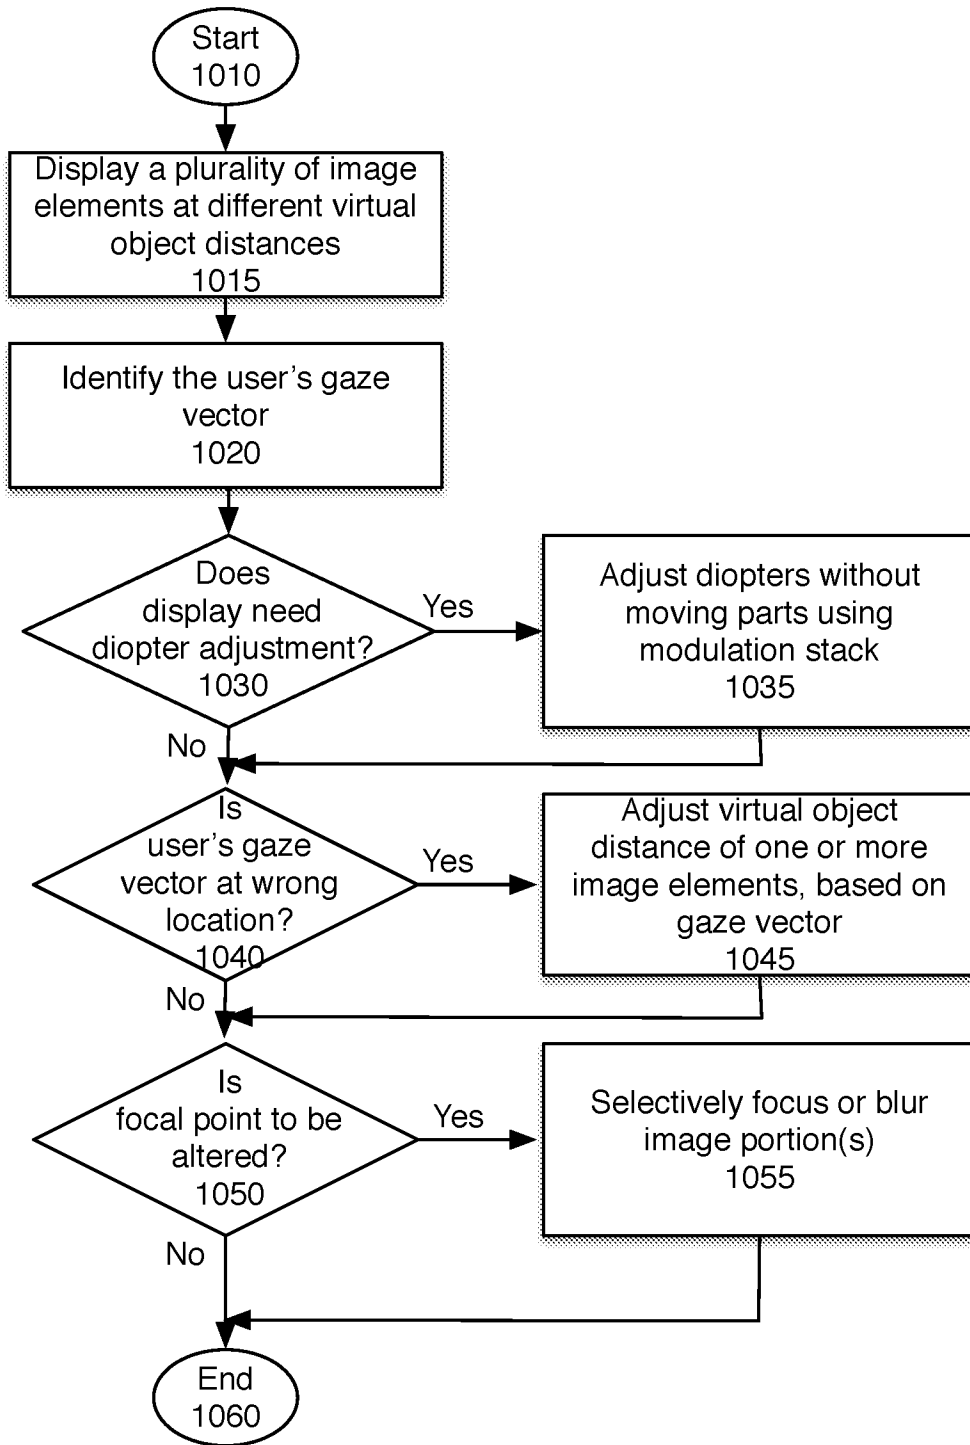 Start
1010
Display a plurality of image
elements at different virtual
object distances
1015
Identify the user’s gaze
vector
1020
Does
display need
diopter adjustment?
1030
Yes
Adjust diopters without
moving parts using
modulation stack
1035
No
Is
user’s gaze
vector at wrong
location?
1040
Yes
Adjust virtual object
distance of one or more
image elements, based on
gaze vector
1045
No
Is
focal point to be
altered?
1050
Yes
Selectively focus or blur
image portion(s)
1055
No
End
1060